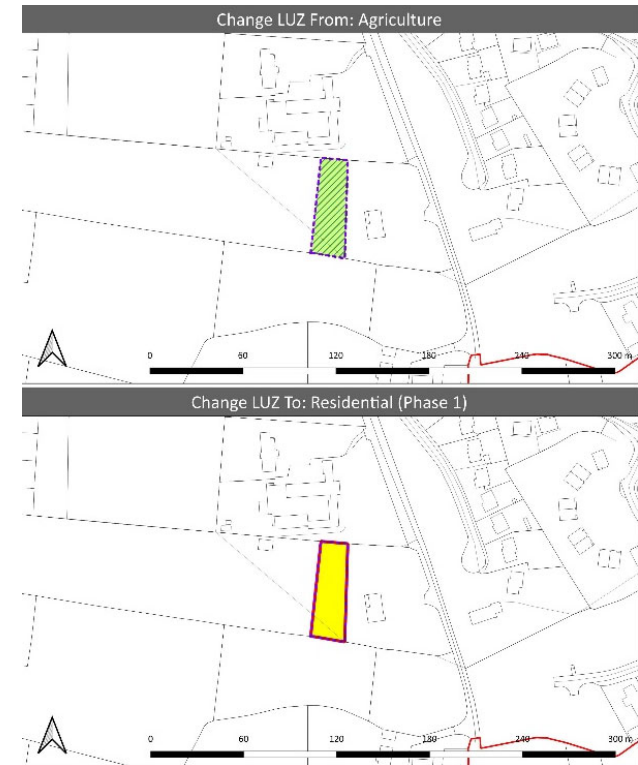 Change LUZ From: Agriculture
0 60 120 180 240 300 m
Change LUZ To: Residential (Phase 1)
0 60 120 180 240 300 m